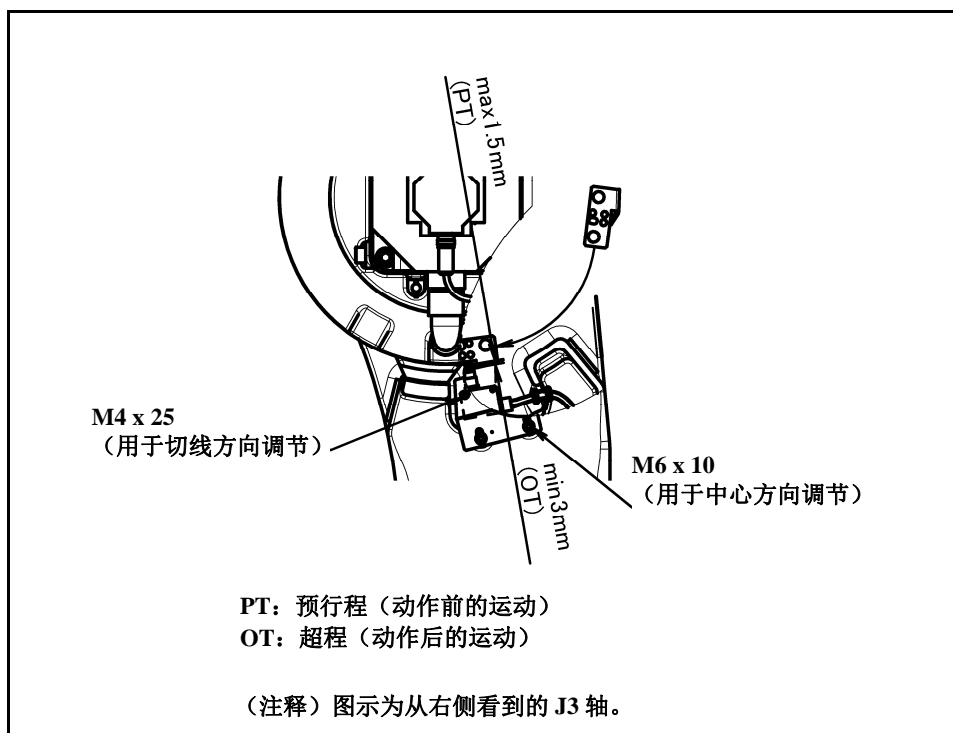 max1.5mm
(PT)
M4 x 25
（用于切线方向调节）
M6 x 10
（用于中心方向调节）
min3mm
(OT)
PT：预行程（动作前的运动）
OT：超程（动作后的运动）
（注释）图示为从右侧看到的 J3 轴。